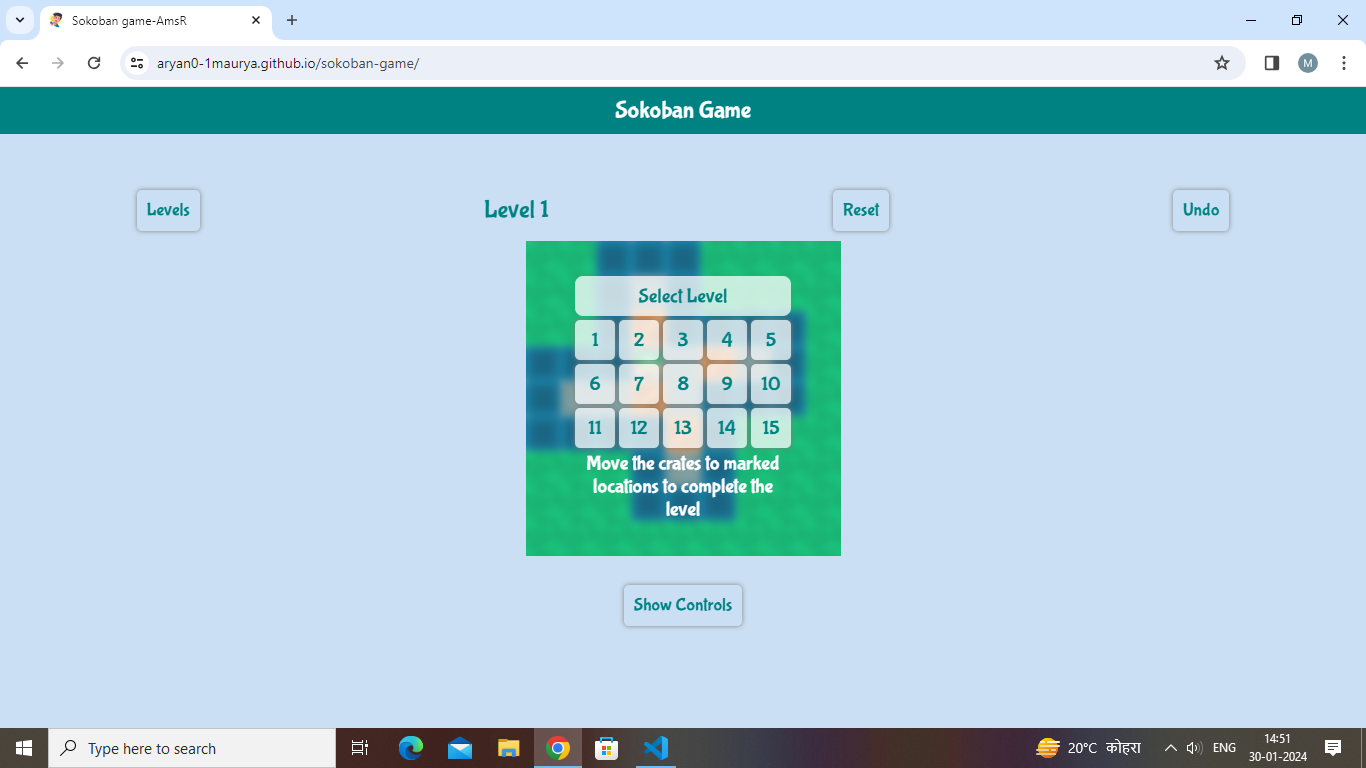 Sokoban game-AmsR
aryan0-1maurya.github.io/sokoban-game/
M
Sokoban Game
Levels
Level 1
Reset
Undo
Select Level
1 2 3 4 5
6 7 8 9 10
11 12 13 14 15
Move the crates to marked
locations to complete the
level
Show Controls
Type here to search
20°C कोहरा
ENG
14:51
30-01-2024